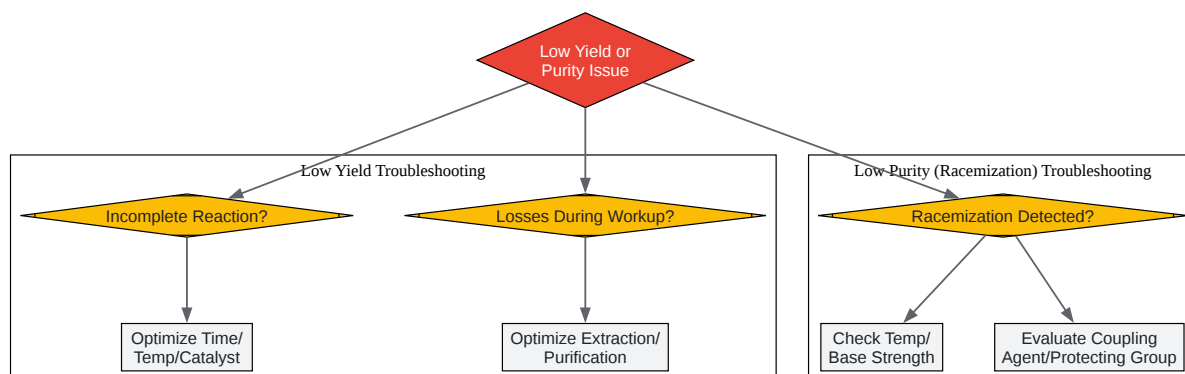 Low Yield or
Purity Issue
Low Yield Troubleshooting
Low Purity (Racemization) Troubleshooting
Incomplete Reaction?
Losses During Workup?
Racemization Detected?
Optimize Time/
Temp/Catalyst
Optimize Extraction/
Purification
Check Temp/
Base Strength
Evaluate Coupling
Agent/Protecting Group